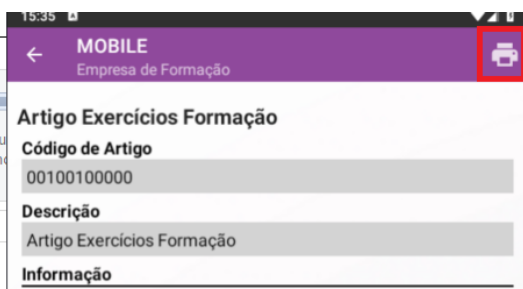 15:35
MOBILE
Empresa de Formação
Artigo Exercícios Formação
Código de Artigo
00100100000
Descrição
Artigo Exercícios Formação
Informação